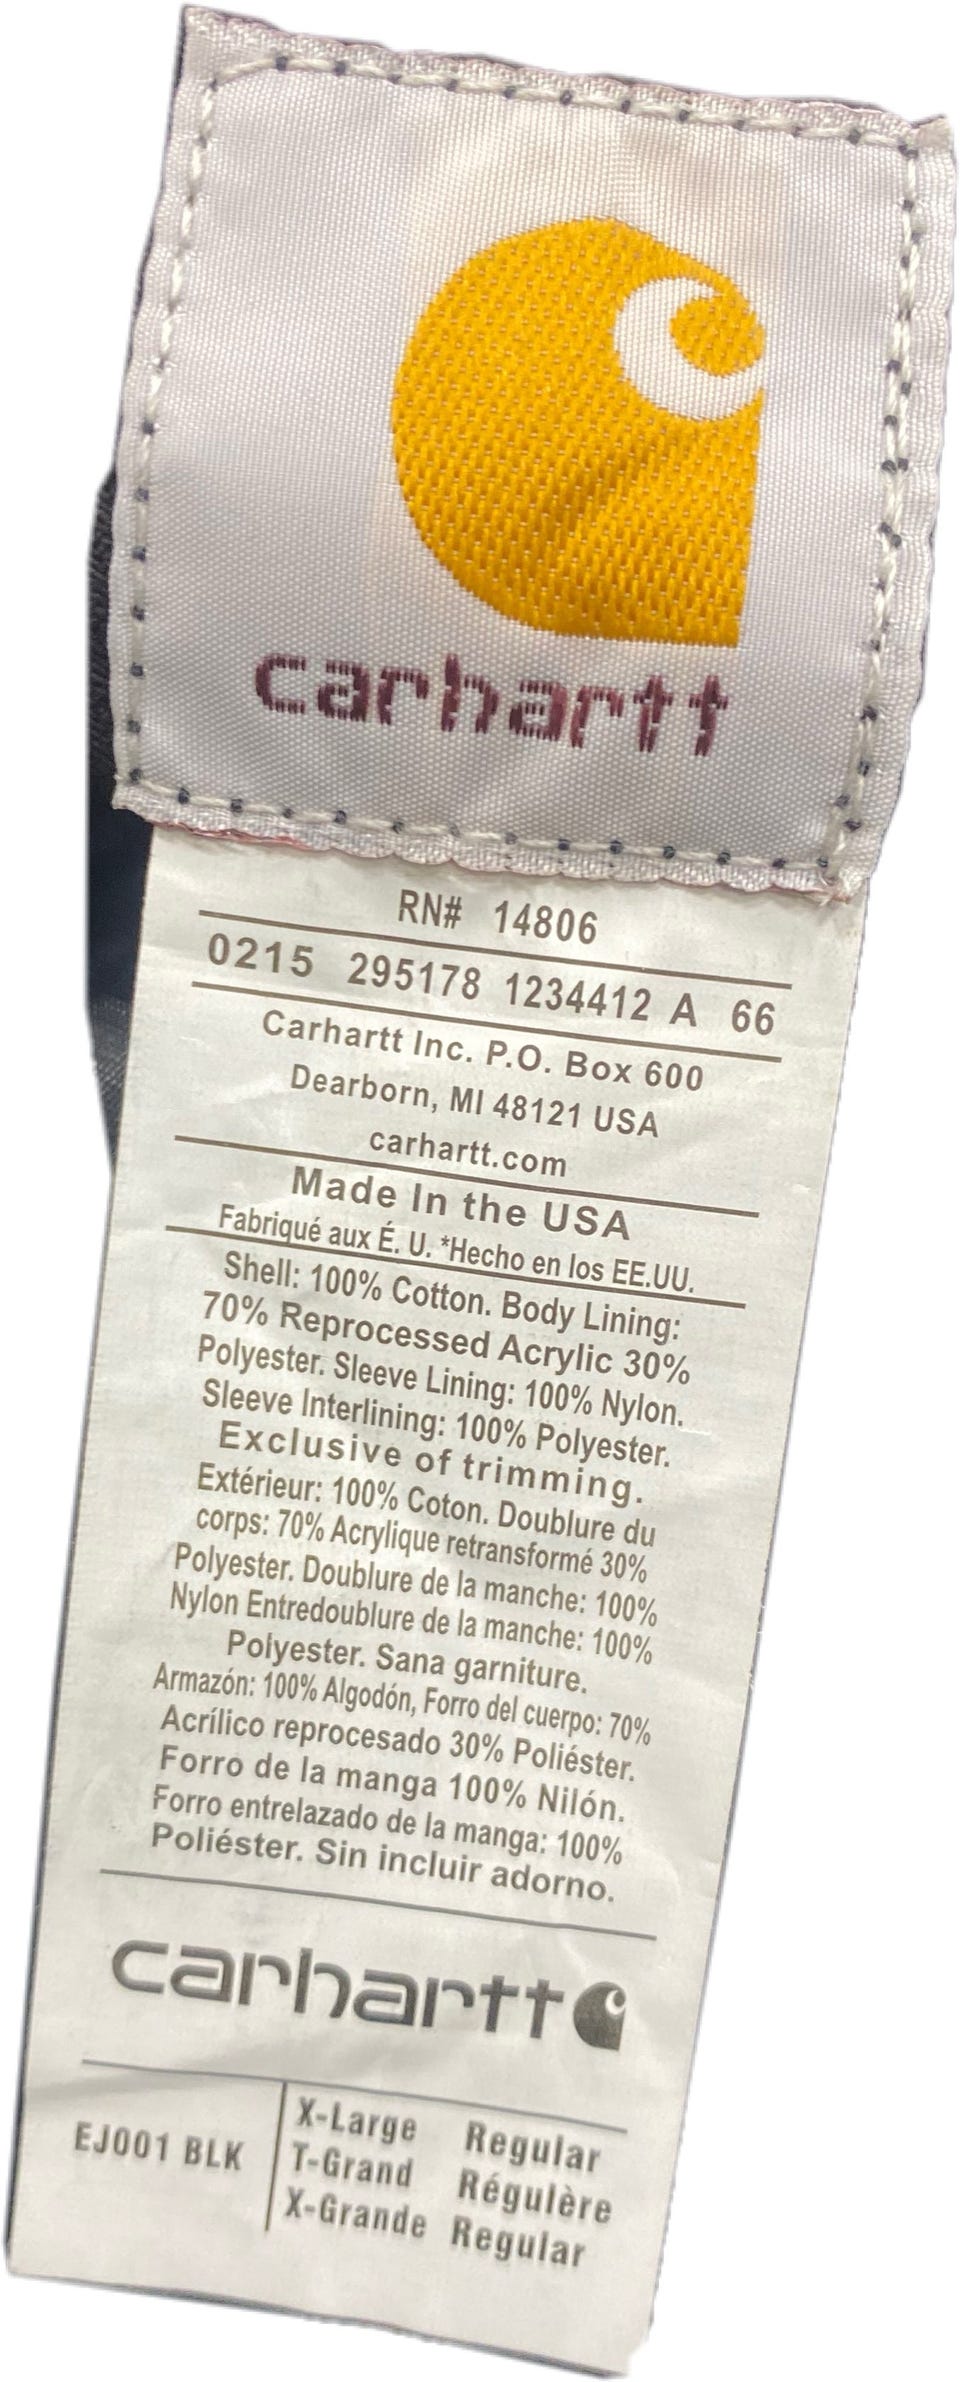 carhartt
RN# 14806
0215 295178 1234412 A 66
Carhartt Inc. P.O. Box 600
Dearborn, MI 48121 USA
carhartt.com
Made In the USA
Fabriqué aux É. U. *Hecho en los EE.UU.
Shell: 100% Cotton. Body Lining:
70% Reprocessed Acrylic 30%
Polyester. Sleeve Lining: 100% Nylon.
Sleeve Interlining: 100% Polyester.
Exclusive of trimming.
Extérieur: 100% Coton. Doublure du
corps: 70% Acrylique retransformé 30%
Polyester. Doublure de la manche: 100%
Nylon Entredoublure de la manche: 100%
Polyester. Sana garniture.
Armazón: 100% Algodón, Forro del cuerpo: 70%
Acrílico reprocesado 30% Poliéster.
Forro de la manga 100% Nilón.
Forro entrelazado de la manga: 100%
Poliéster. Sin incluir adorno.
carhartt
EJ001 BLK
X-Large Regular
T-Grand Régulère
X-Grande Regular